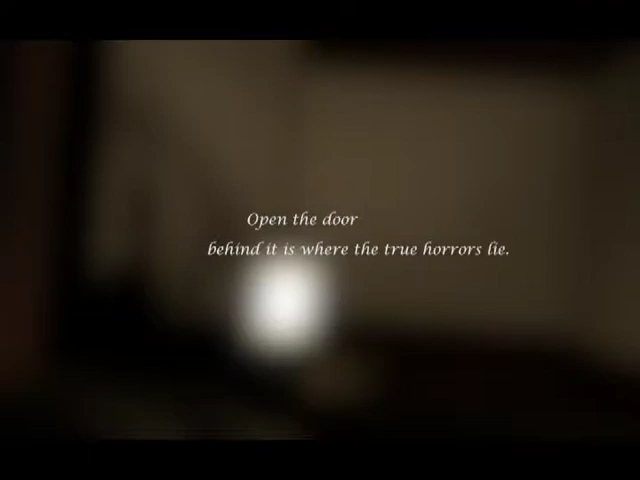 Open the door
behind it is where the true horrors lie.